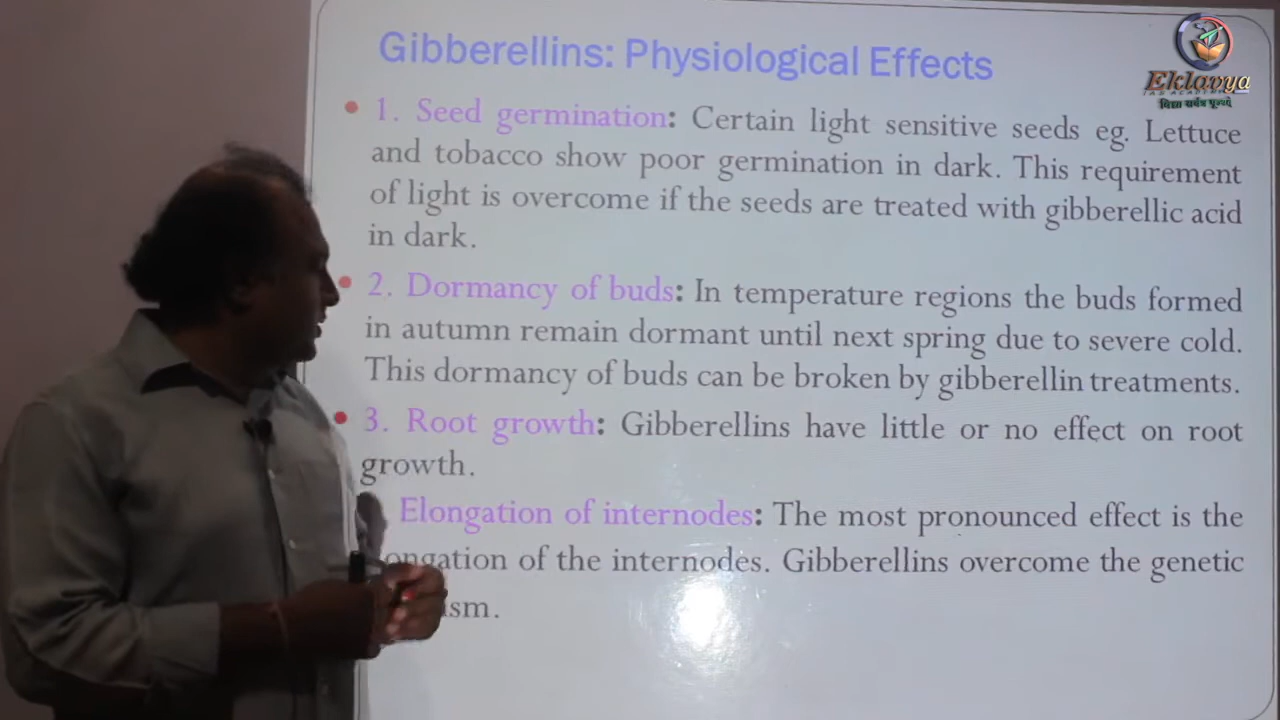 Gibberellins: Physiological Effects
Eklavya
• 1. Seed germination: Certain light sensitive seeds eg. Lettuce
and tobacco show poor germination in dark. This requirement
of light is overcome if the seeds are treated with gibberellic acid
in dark.
• 2. Dormancy of buds: In temperature regions the buds formed
in autumn remain dormant until next spring due to severe cold.
This dormancy of buds can be broken by gibberellin treatments.
• 3. Root growth: Gibberellins have little or no effect on root
growth.
Elongation of internodes: The most pronounced effect is the
ongation of the internodes. Gibberellins overcome the genetic
ism.